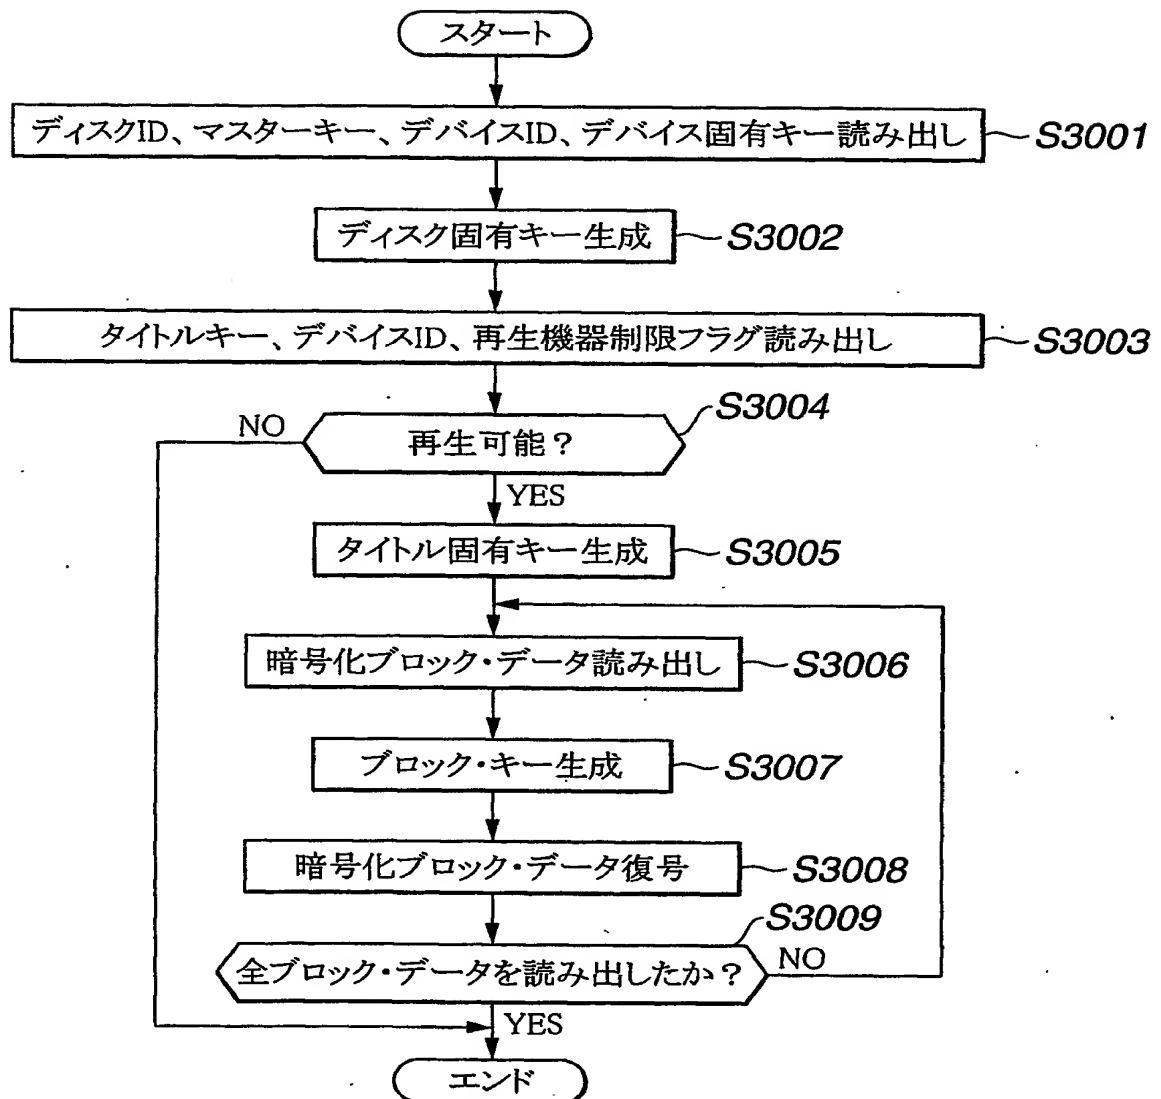 スタート
ディスクID、マスターキー、デバイスID、デバイス固有キー読み出し
S3001
ディスク固有キー生成
S3002
タイトルキー、デバイスID、再生機器制限フラグ読み出し
S3003
S3004
NO
再生可能？
YES
タイトル固有キー生成
S3005
暗号化ブロック・データ読み出し
S3006
ブロック・キー生成
S3007
暗号化ブロック・データ復号
S3008
S3009
全ブロック・データを読み出したか？
NO
YES
エンド